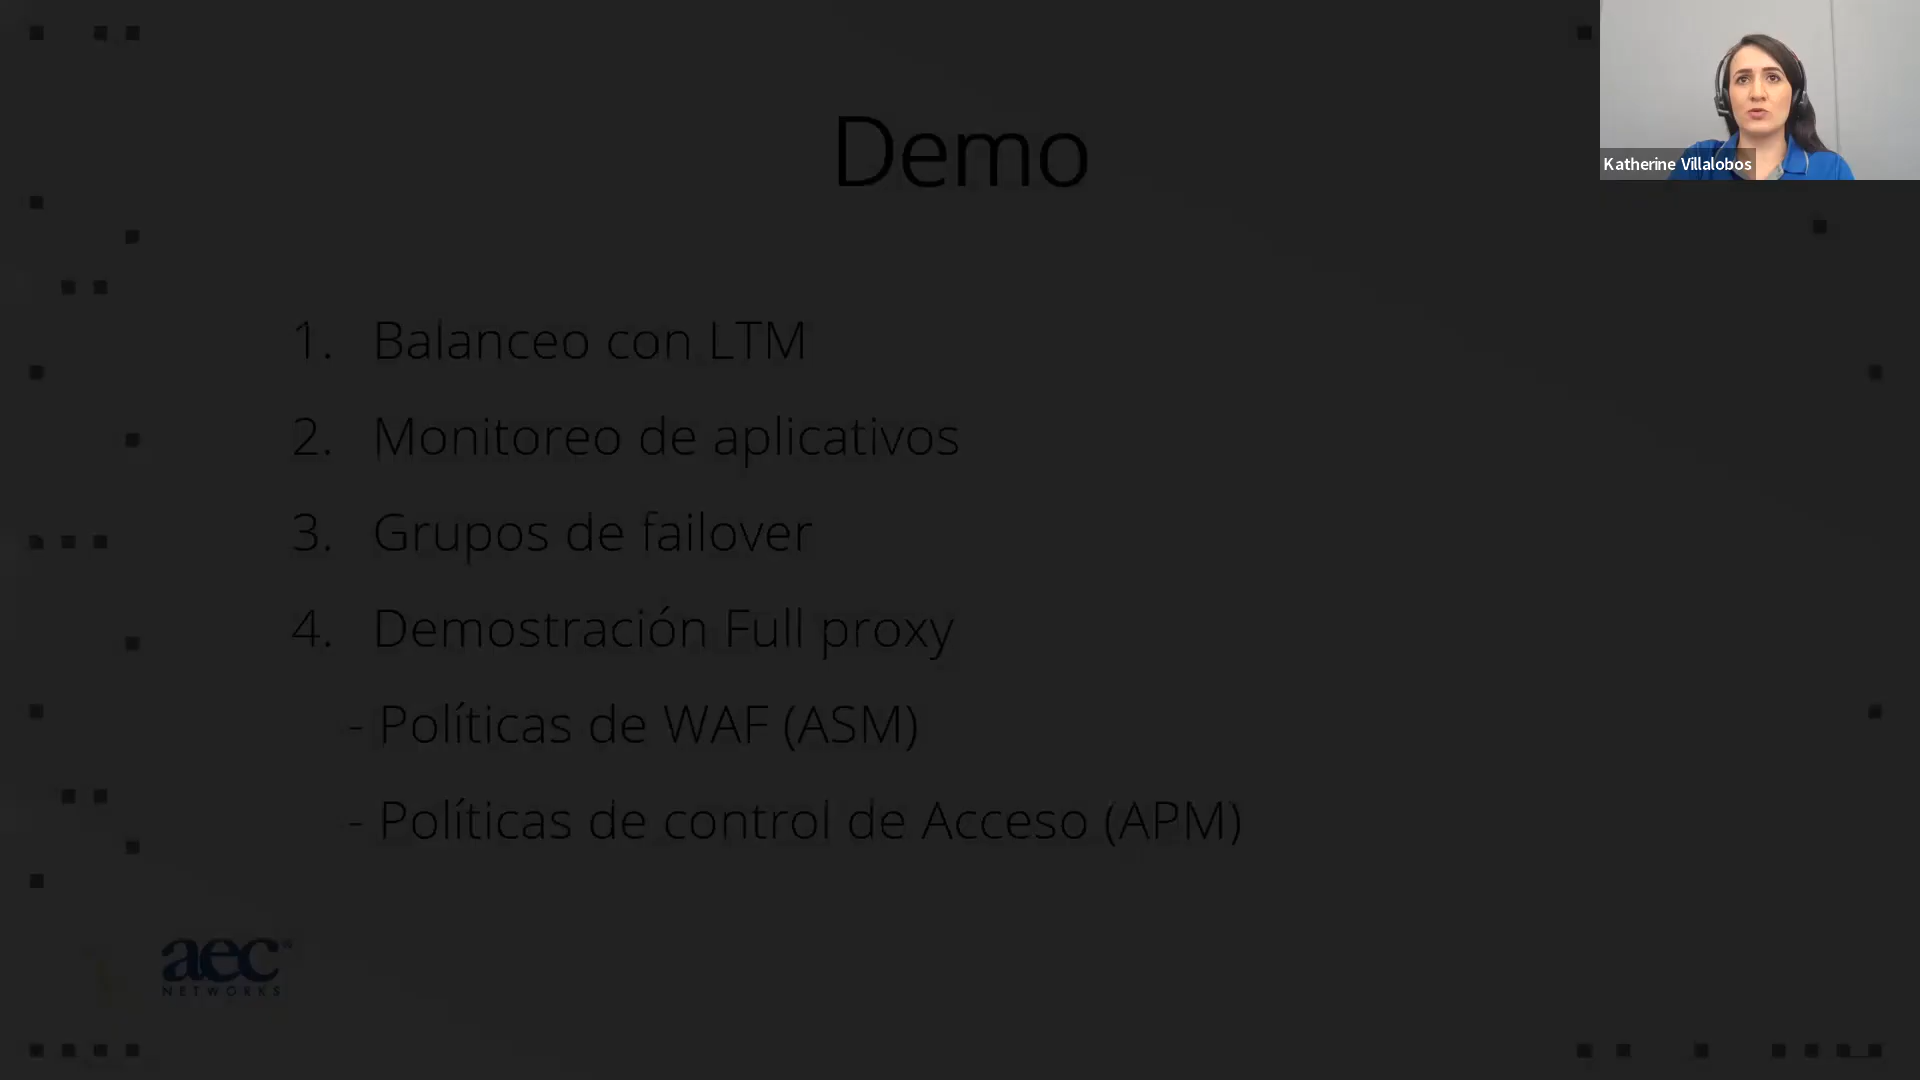 Demo
Katherine Villalobos
1. Balanceo con LTM
2. Monitoreo de aplicativos
3. Grupos de failover
4. Demostración Full proxy
- Políticas de WAF (ASM)
- Políticas de control de Acceso (APM)
aec®
NETWORKS